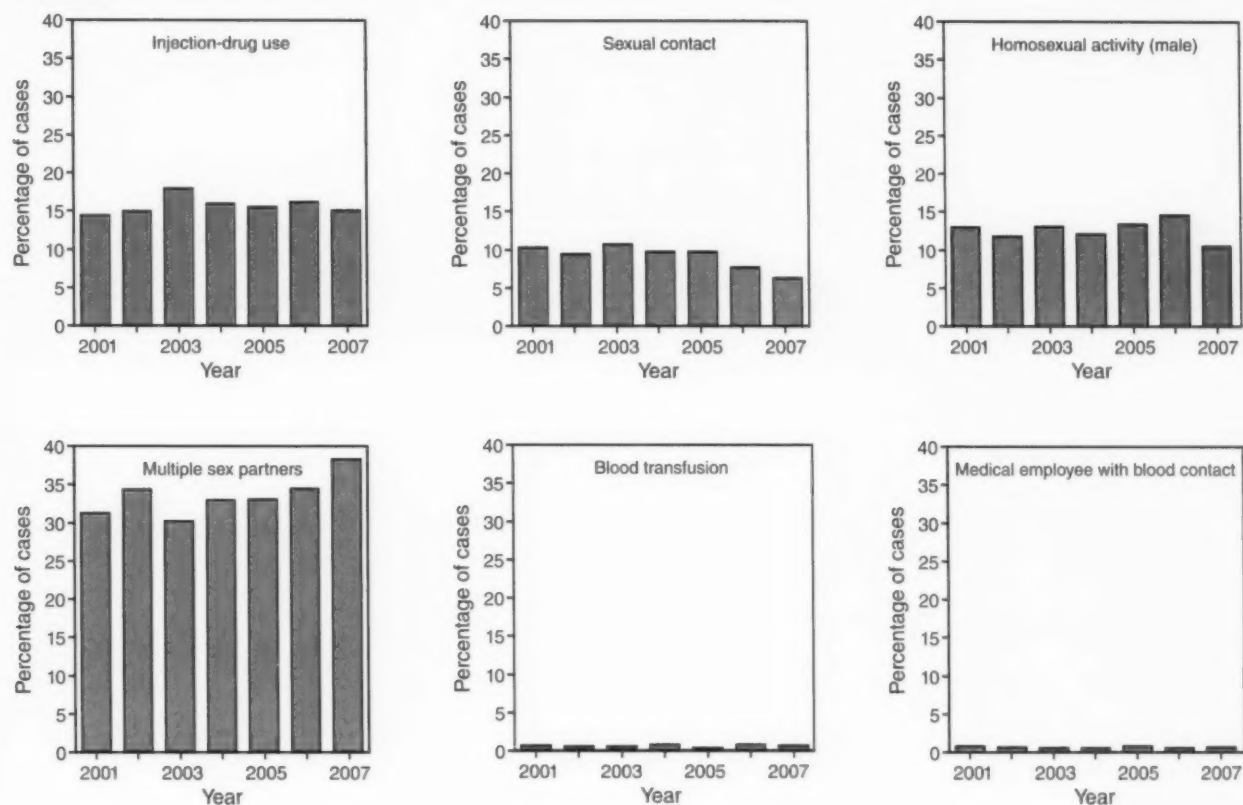 Injection-drug use
Percentage of cases
40
35
30
25
20
15
10
5
0
2001 2003 2005 2007
Year
Sexual contact
Percentage of cases
40
35
30
25
20
15
10
5
0
2001 2003 2005 2007
Year
Homosexual activity (male)
Percentage of cases
40
35
30
25
20
15
10
5
0
2001 2003 2005 2007
Year
Multiple sex partners
Percentage of cases
40
35
30
25
20
15
10
5
0
2001 2003 2005 2007
Year
Blood transfusion
Percentage of cases
40
35
30
25
20
15
10
5
0
2001 2003 2005 2007
Year
Medical employee with blood contact
Percentage of cases
40
35
30
25
20
15
10
5
0
2001 2003 2005 2007
Year